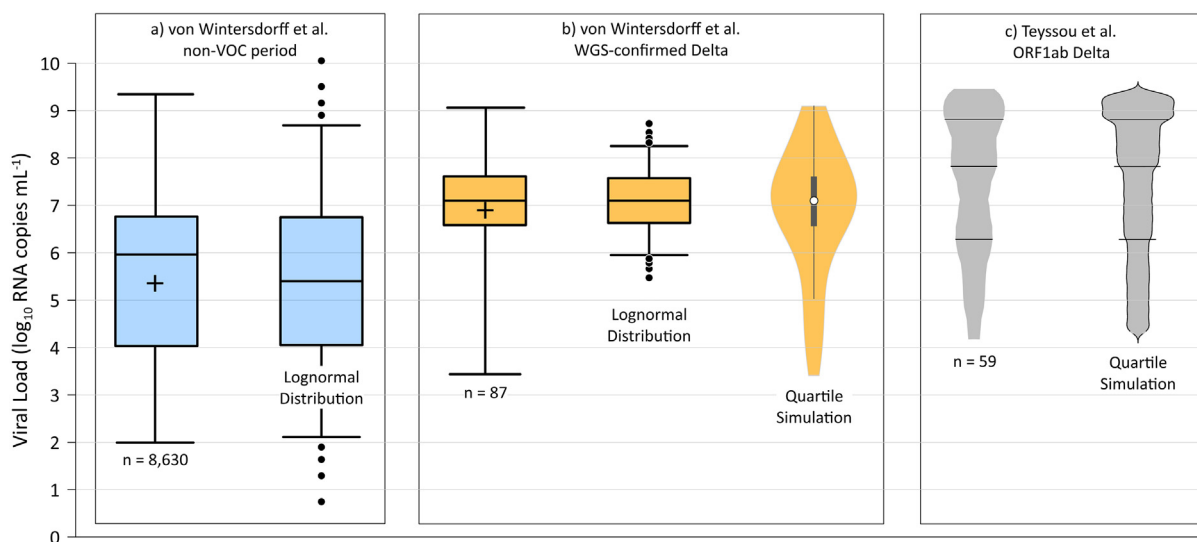 a) von Wintersdorff et al.
non-VOC period
b) von Wintersdorff et al.
WGS-confirmed Delta
c) Teyssou et al.
ORF1ab Delta
Viral Load (log₁₀ RNA copies mL⁻¹)
10
9
8
7
6
5
4
3
2
1
0
n = 8,630
Lognormal
Distribution
n = 87
Lognormal
Distribution
Quartile
Simulation
n = 59
Quartile
Simulation